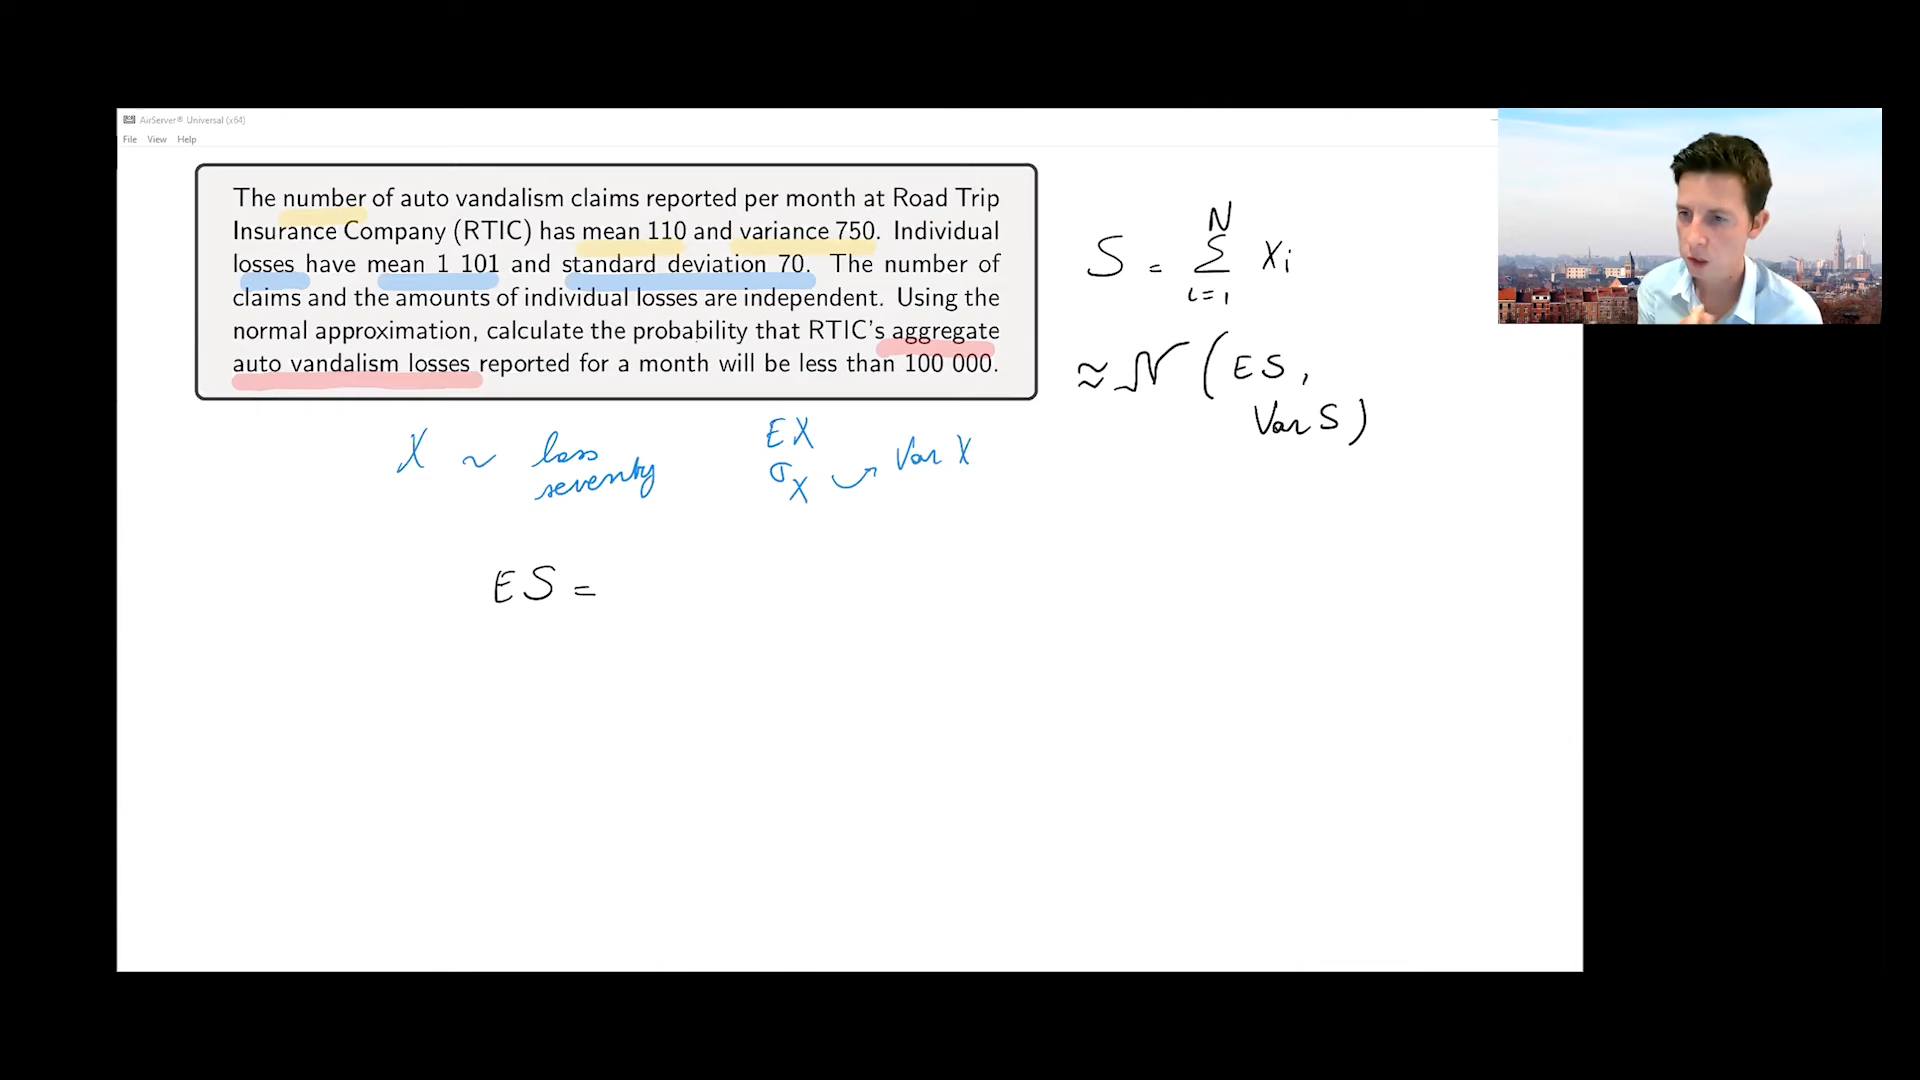 AirServer® Universal (x64)
File View Help
The number of auto vandalism claims reported per month at Road Trip
Insurance Company (RTIC) has mean 110 and variance 750. Individual
losses have mean 1 101 and standard deviation 70. The number of
claims and the amounts of individual losses are independent. Using the
normal approximation, calculate the probability that RTIC's aggregate
auto vandalism losses reported for a month will be less than 100 000.
N
S = Σ Xi
i=1
≈ N (ES,
Var S)
X ~ loss
severity
EX
σX → Var X
ES =